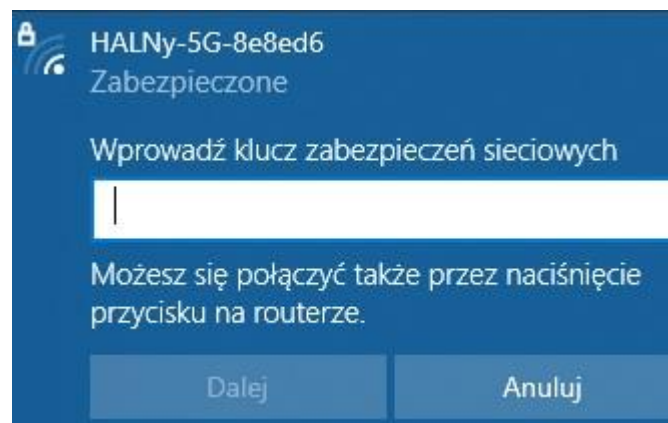 HALNy-5G-8e8ed6
Zabezpieczone
Wprowadź klucz zabezpieczeń sieciowych
Możesz się połączyć także przez naciśnięcie
przycisku na routerze.
Dalej
Anuluj